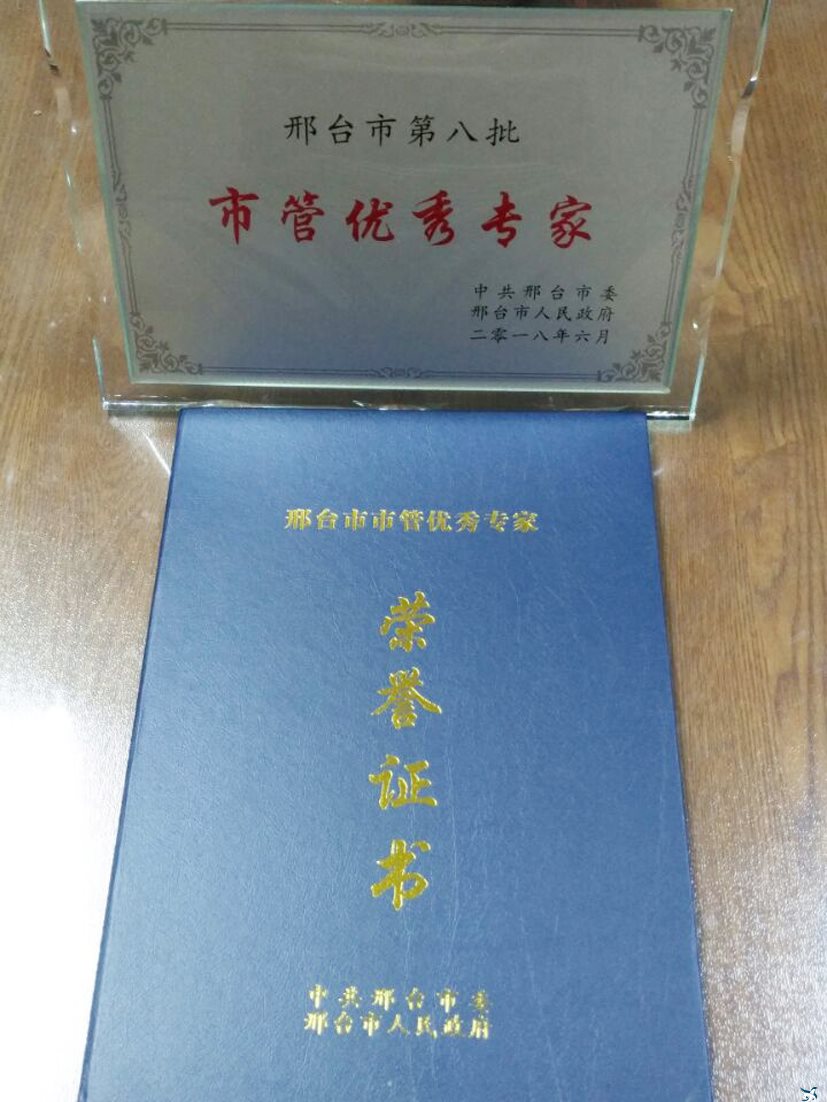 邢台市第八批
市管优秀专家
中共邢台市委
邢台市人民政府
二零一八年六月
邢台市市管优秀专家
荣誉证书
中共邢台市委
邢台市人民政府